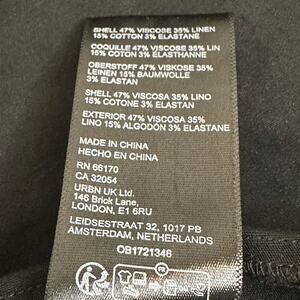 SHELL 47% VISCOSE 35% LINEN
15% COTTON 3% ELASTANE
COQUILLE 47% VISCOSE 35% LIN
15% COTON 3% ELASTHANNE
OBERSTOFF 47% VISKOSE 35%
LEINEN 15% BAUMWOLLE
3% ELASTAN
SHELL 47% VISCOSA 35% LINO
15% COTONE 3% ELASTAN
EXTERIOR 47% VISCOSA 35%
LINO 15% ALGODÓN 3% ELASTANE
MADE IN CHINA
HECHO EN CHINA
RN 66170
CA 32054
URBN UK Ltd.
146 Brick Lane,
LONDON, E1 6RU
LEIDSESTRAAT 32, 1017 PB
AMSTERDAM, NETHERLANDS
OB1721346
FR